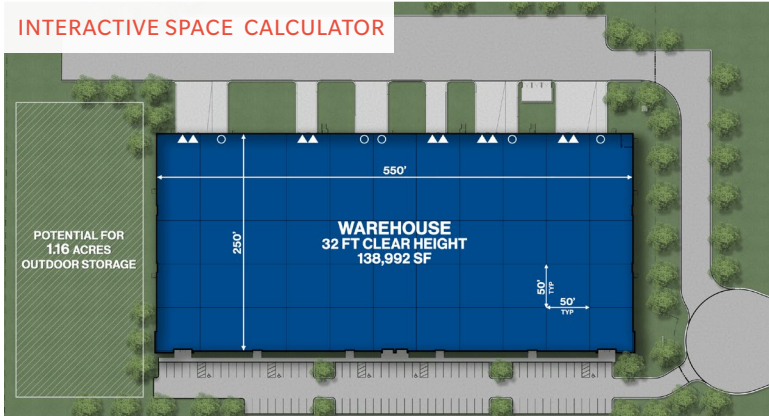 INTERACTIVE SPACE CALCULATOR
550'
250'
WAREHOUSE
32 FT CLEAR HEIGHT
138,992 SF
POTENTIAL FOR
1.16 ACRES
OUTDOOR STORAGE
50'
TYP
50'
TYP